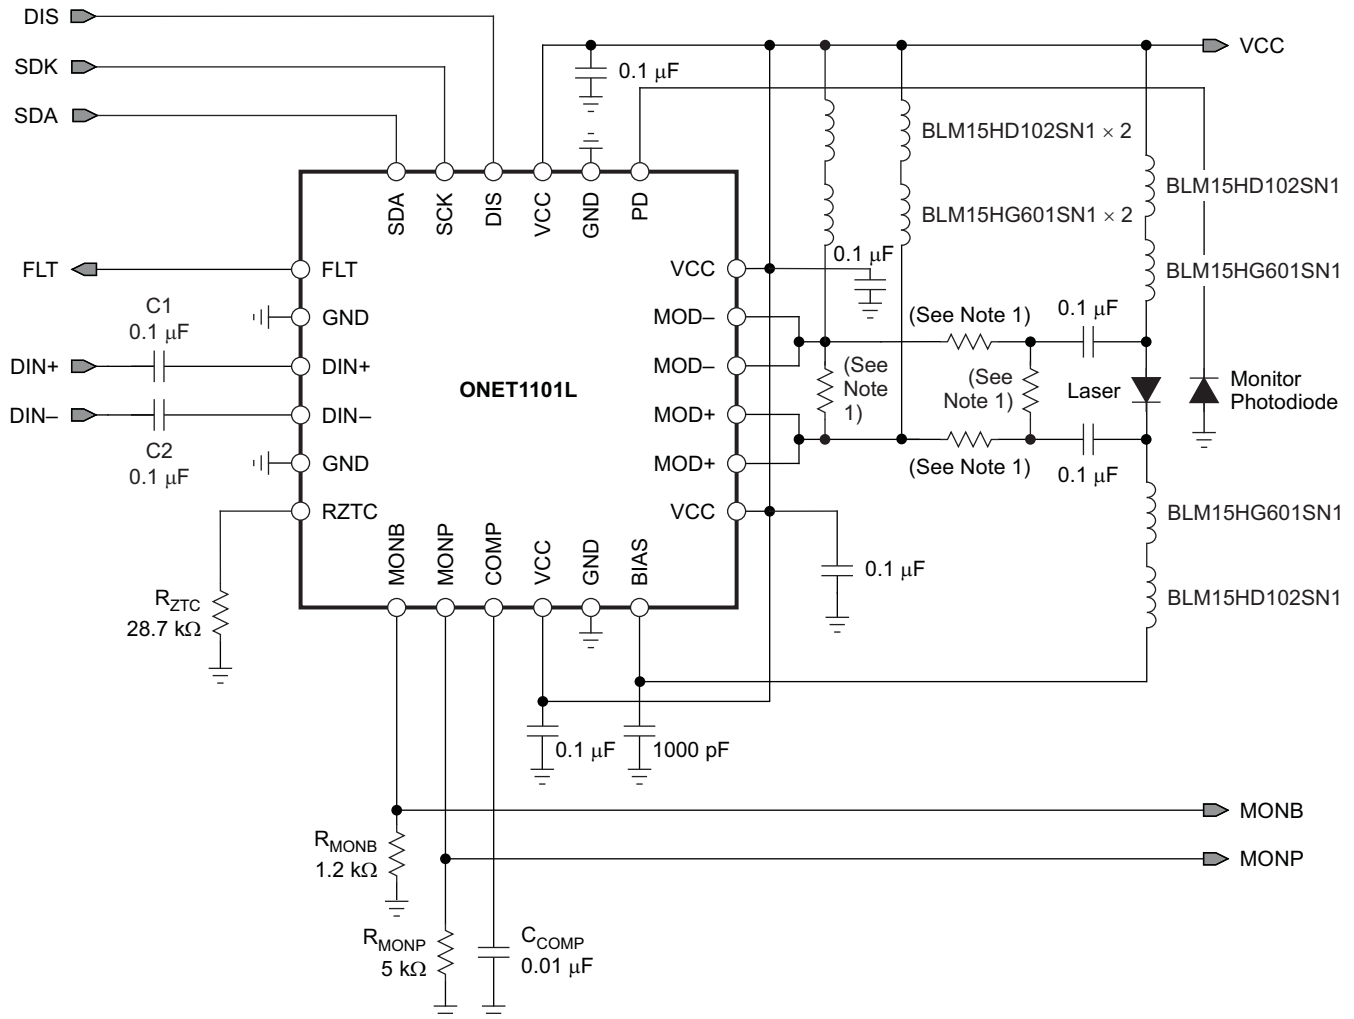 DIS
SDK
SDA
VCC
0.1 μF
BLM15HD102SN1 × 2
BLM15HG601SN1 × 2
BLM15HD102SN1
BLM15HG601SN1
SDA
SCK
DIS
VCC
GND
PD
FLT
C1
0.1 μF
DIN+
DIN–
C2
0.1 μF
FLT
GND
DIN+
DIN–
GND
RZTC
ONET1101L
VCC
MOD–
MOD–
MOD+
MOD+
VCC
0.1 μF
(See Note 1)
0.1 μF
(See
Note
1)
(See
Note 1)
Laser
Monitor
Photodiode
(See Note 1)
0.1 μF
BLM15HG601SN1
BLM15HD102SN1
0.1 μF
MONB
MONP
COMP
VCC
GND
BIAS
RZTC
28.7 kΩ
0.1 μF
1000 pF
MONB
MONP
RMONB
1.2 kΩ
RMONP
5 kΩ
CCOMP
0.01 μF